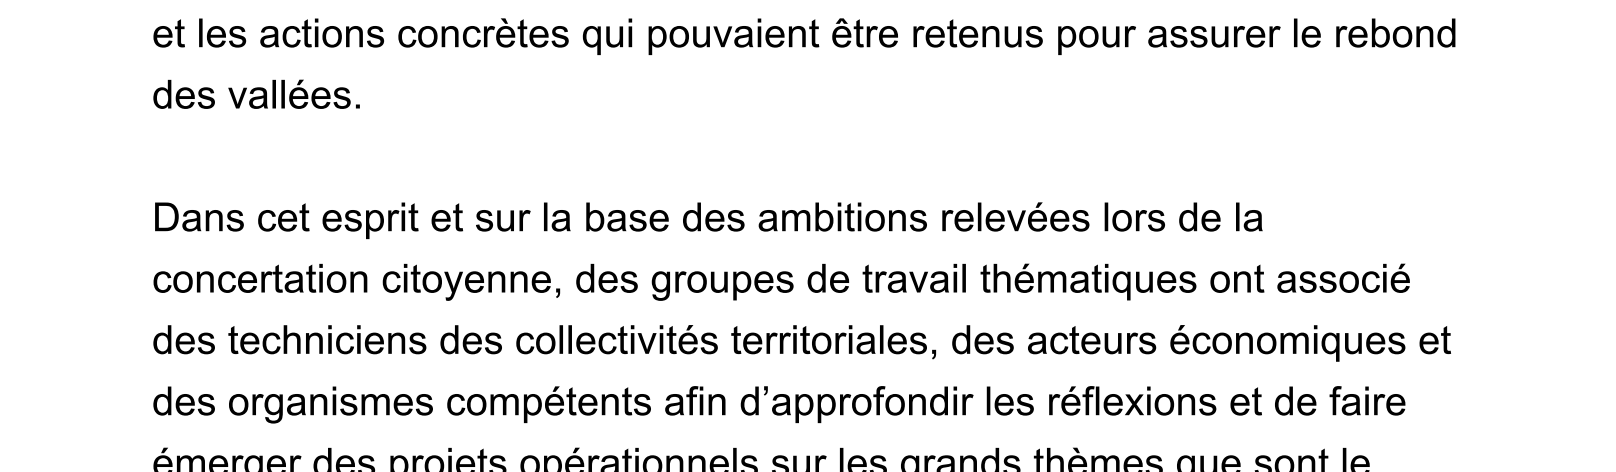 et les actions concrètes qui pouvaient être retenus pour assurer le rebond
des vallées.
Dans cet esprit et sur la base des ambitions relevées lors de la
concertation citoyenne, des groupes de travail thématiques ont associé
des techniciens des collectivités territoriales, des acteurs économiques et
des organismes compétents afin d’approfondir les réflexions et de faire
émerger des projets opérationnels sur les grands thèmes que sont le